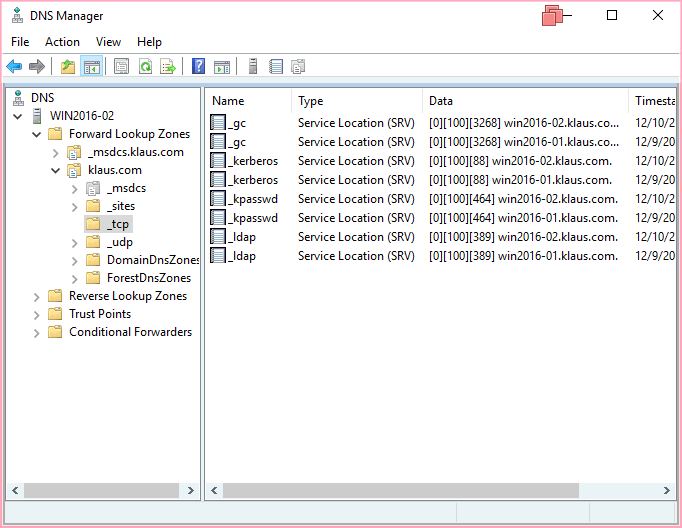 DNS Manager
File Action View Help
DNS
WIN2016-02
Forward Lookup Zones
_msdcs.klaus.com
klaus.com
_msdcs
_sites
_tcp
_udp
DomainDnsZones
ForestDnsZones
Reverse Lookup Zones
Trust Points
Conditional Forwarders
Name Type Data Timesta
_gc Service Location (SRV) [0][100][3268] win2016-02.klaus.co... 12/10/2
_gc Service Location (SRV) [0][100][3268] win2016-01.klaus.co... 12/9/20
_kerberos Service Location (SRV) [0][100][88] win2016-02.klaus.com. 12/10/2
_kerberos Service Location (SRV) [0][100][88] win2016-01.klaus.com. 12/9/20
_kpasswd Service Location (SRV) [0][100][464] win2016-02.klaus.com. 12/10/2
_kpasswd Service Location (SRV) [0][100][464] win2016-01.klaus.com. 12/9/20
_ldap Service Location (SRV) [0][100][389] win2016-02.klaus.com. 12/10/2
_ldap Service Location (SRV) [0][100][389] win2016-01.klaus.com. 12/9/20